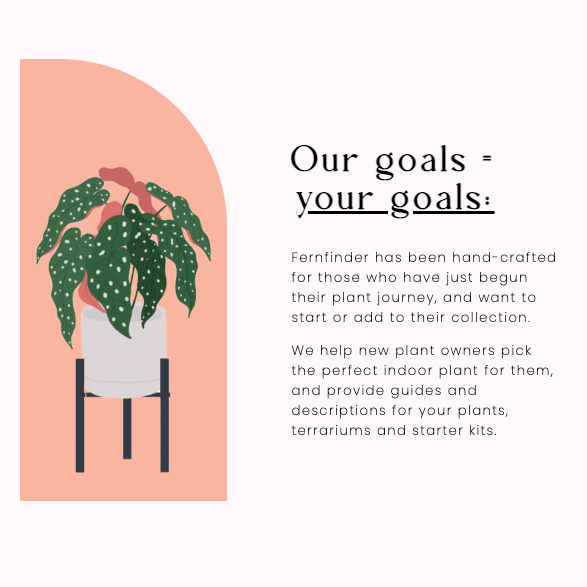 Our goals =
your goals:
Fernfinder has been hand-crafted
for those who have just begun
their plant journey, and want to
start or add to their collection.
We help new plant owners pick
the perfect indoor plant for them,
and provide guides and
descriptions for your plants,
terrariums and starter kits.